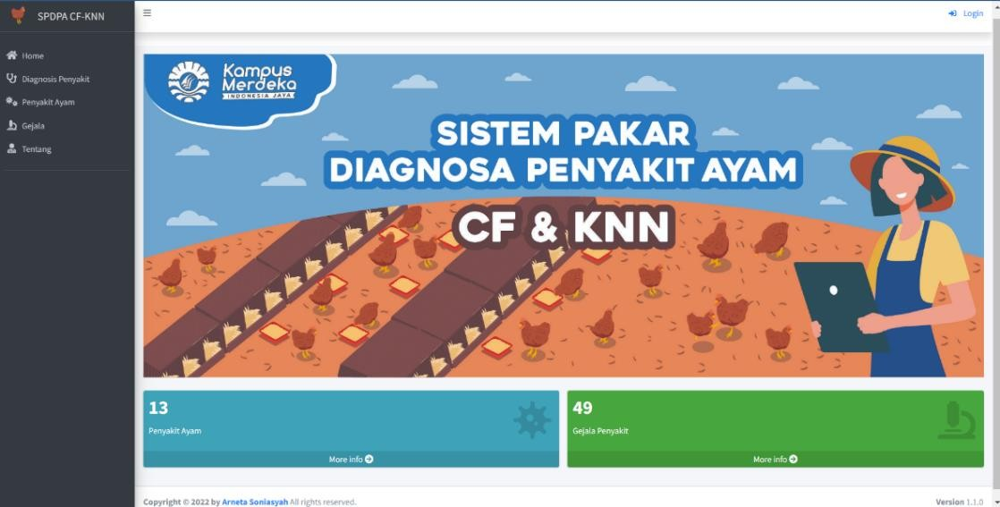 SPDPA CF-KNN
Login
Home
Diagnosis Penyakit
Penyakit Ayam
Gejala
Tentang
Kampus
Merdeka
INDONESIA JAYA
SISTEM PAKAR
DIAGNOSA PENYAKIT AYAM
CF & KNN
13
Penyakit Ayam
More info
49
Gejala Penyakit
More info
Copyright © 2022 by Arneta Soniasyah All rights reserved.
Version 1.1.0